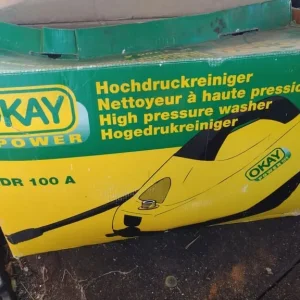 OKAY
POWER
Hochdruckreiniger
Nettoyeur à haute pressio
High pressure washer
Hogedrukreiniger
DR 100 A
OKAY
POWER